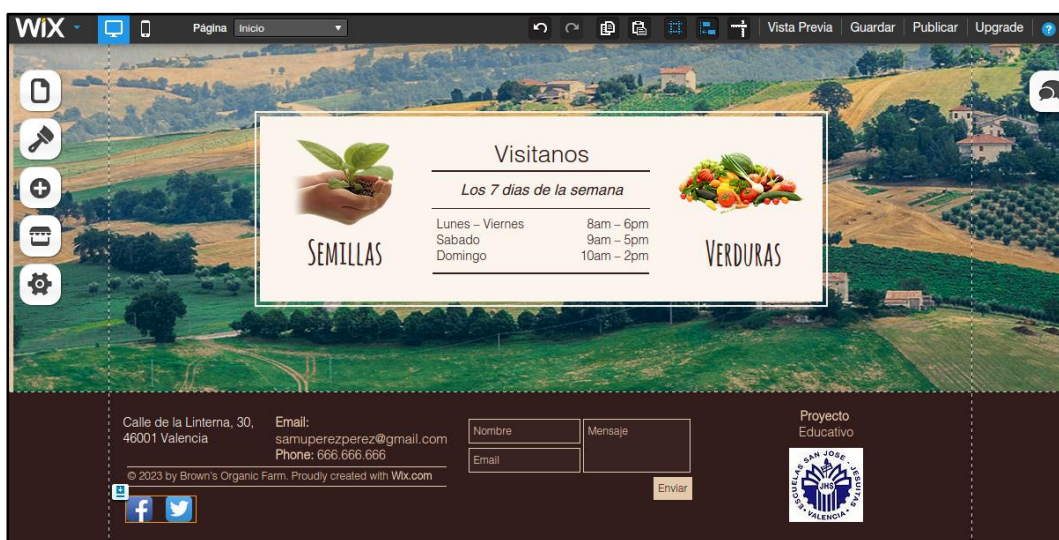 WiX
Página
Inicio
Vista Previa
Guardar
Publicar
Upgrade
?
Visitanos
Los 7 dias de la semana
Lunes – Viernes 8am – 6pm
Sabado 9am – 5pm
Domingo 10am – 2pm
SEMILLAS
VERDURAS
Calle de la Linterna, 30,
46001 Valencia
Email:
samuperezperez@gmail.com
Phone: 666.666.666
© 2023 by Brown's Organic Farm. Proudly created with Wix.com
Nombre
Email
Mensaje
Enviar
Proyecto
Educativo
ESCUELAS SAN JOSE - JESUITAS
JHS
VALENCIA